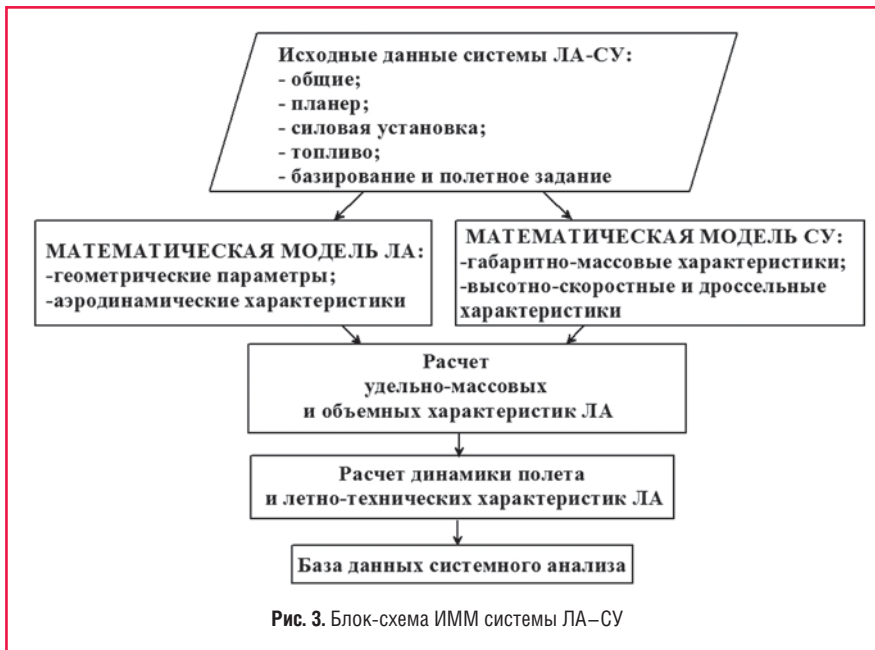 Исходные данные системы ЛА-СУ:
- общие;
- планер;
- силовая установка;
- топливо;
- базирование и полетное задание
МАТЕМАТИЧЕСКАЯ МОДЕЛЬ ЛА:
-геометрические параметры;
-аэродинамические характеристики
МАТЕМАТИЧЕСКАЯ МОДЕЛЬ СУ:
-габаритно-массовые характеристики;
-высотно-скоростные и дроссельные
характеристики
Расчет
удельно-массовых
и объемных характеристик ЛА
Расчет динамики полета
и летно-технических характеристик ЛА
База данных системного анализа
Рис. 3. Блок-схема ИММ системы ЛА–СУ